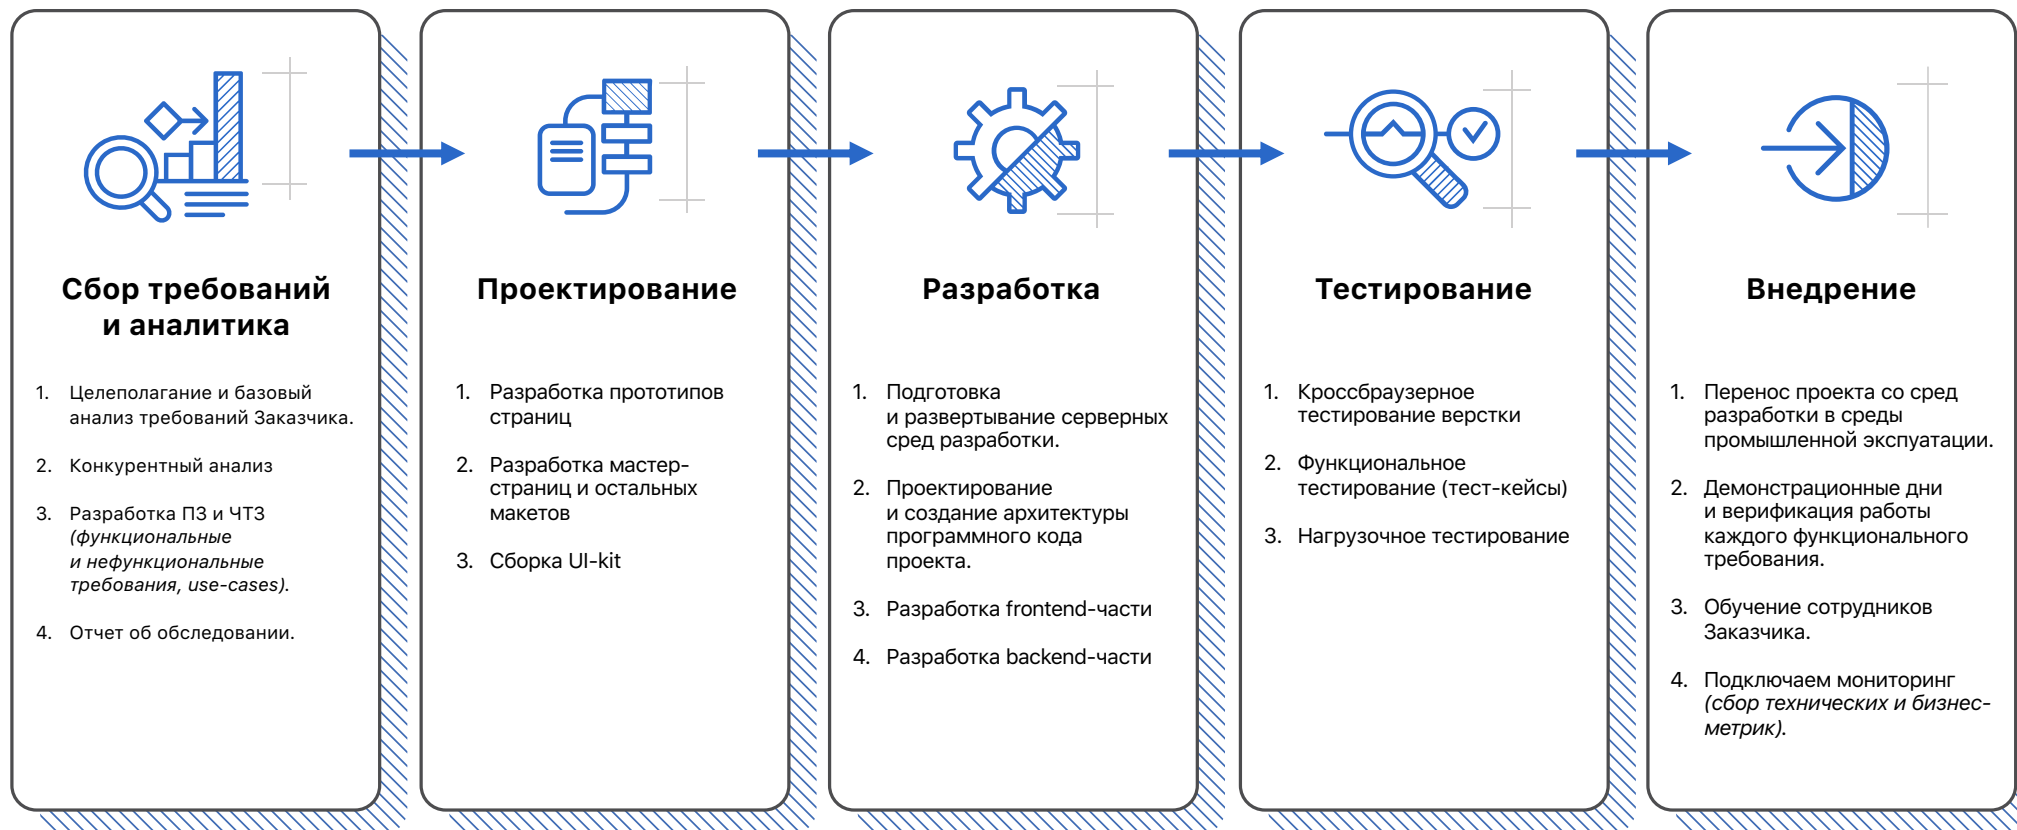 Сбор требований
и аналитика
1. Целеполагание и базовый
анализ требований Заказчика.
2. Конкурентный анализ
3. Разработка ПЗ и ЧТЗ
(функциональные
и нефункциональные
требования, use-cases).
4. Отчет об обследовании.
Проектирование
1. Разработка прототипов
страниц
2. Разработка мастер-
страниц и остальных
макетов
3. Сборка UI-kit
Разработка
1. Подготовка
и развертывание серверных
сред разработки.
2. Проектирование
и создание архитектуры
программного кода
проекта.
3. Разработка frontend-части
4. Разработка backend-части
Тестирование
1. Кроссбраузерное
тестирование верстки
2. Функциональное
тестирование (тест-кейсы)
3. Нагрузочное тестирование
Внедрение
1. Перенос проекта со сред
разработки в среды
промышленной экспуатации.
2. Демонстрационные дни
и верификация работы
каждого функционального
требования.
3. Обучение сотрудников
Заказчика.
4. Подключаем мониторинг
(сбор технических и бизнес-
метрик).